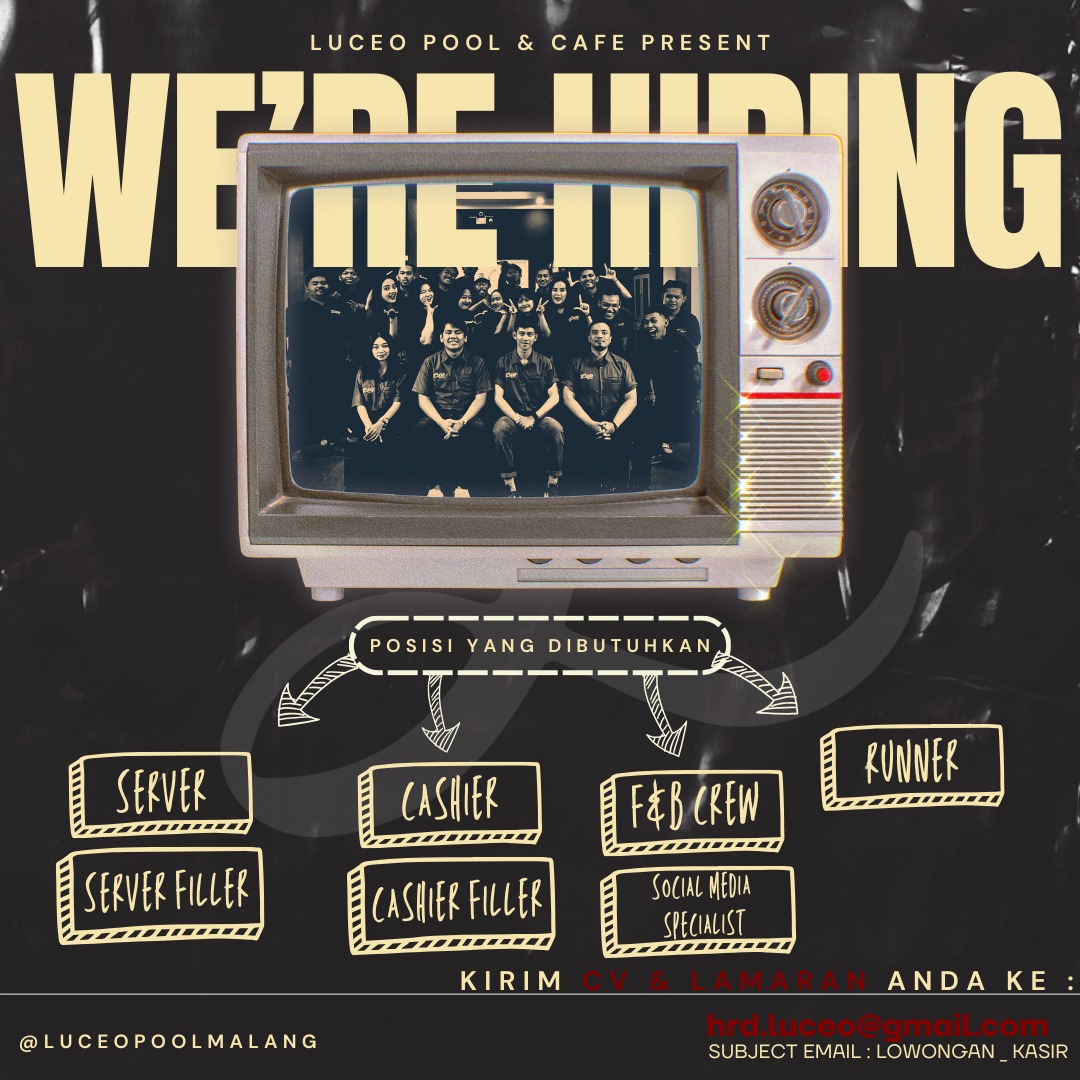 LUCEO POOL & CAFE PRESENT
WE'RE HIRING
POSISI YANG DIBUTUHKAN
SERVER
CASHIER
F&B CREW
RUNNER
SERVER FILLER
CASHIER FILLER
SOCIAL MEDIA
SPECIALIST
KIRIM CV & LAMARAN ANDA KE :
@LUCEOPOOLMALANG
hrd.luceo@gmail.com
SUBJECT EMAIL : LOWONGAN _ KASIR